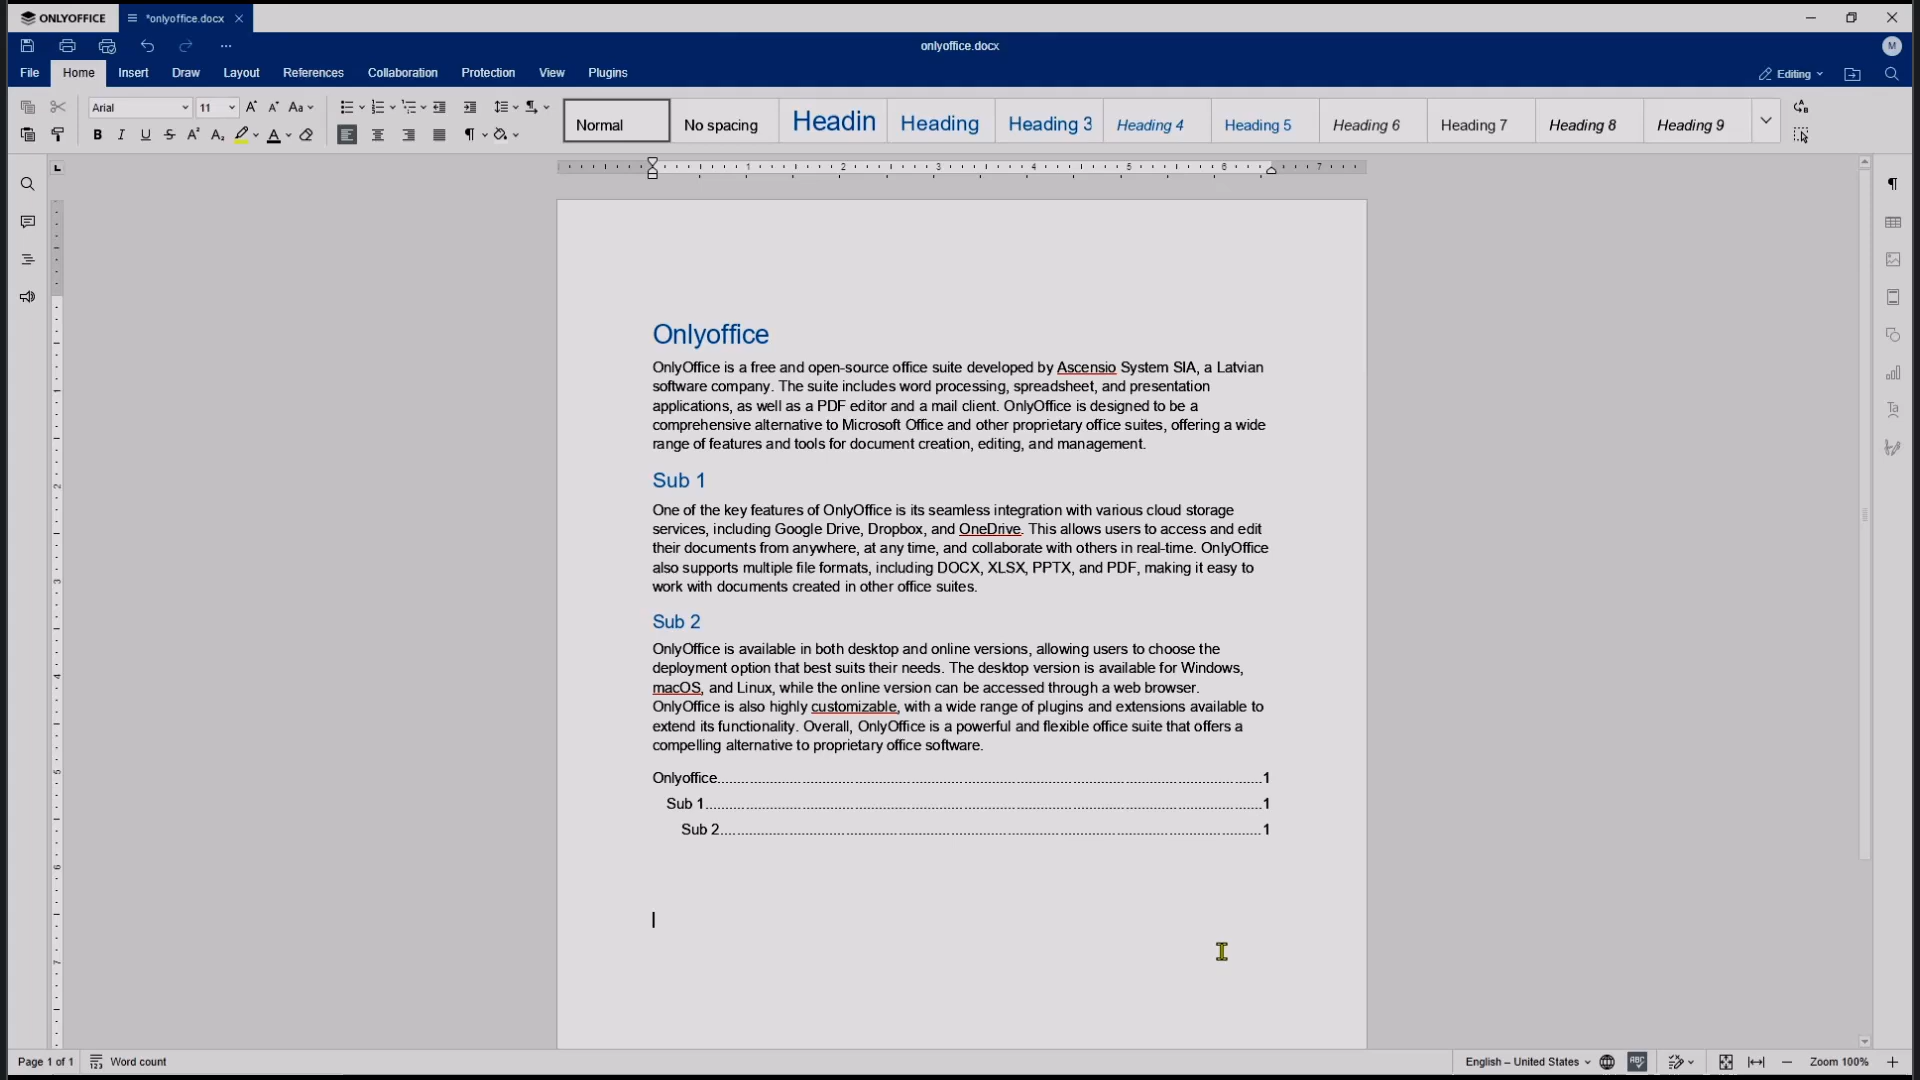 ONLYOFFICE
*onlyoffice.docx
onlyoffice.docx
M
File Home Insert Draw Layout References Collaboration Protection View Plugins
Editing
Arial 11
Normal No spacing Headin Heading Heading 3 Heading 4 Heading 5 Heading 6 Heading 7 Heading 8 Heading 9
1 2 3 4 5 6 7
Onlyoffice
OnlyOffice is a free and open-source office suite developed by Ascensio System SIA, a Latvian
software company. The suite includes word processing, spreadsheet, and presentation
applications, as well as a PDF editor and a mail client. OnlyOffice is designed to be a
comprehensive alternative to Microsoft Office and other proprietary office suites, offering a wide
range of features and tools for document creation, editing, and management.
Sub 1
One of the key features of OnlyOffice is its seamless integration with various cloud storage
services, including Google Drive, Dropbox, and OneDrive. This allows users to access and edit
their documents from anywhere, at any time, and collaborate with others in real-time. OnlyOffice
also supports multiple file formats, including DOCX, XLSX, PPTX, and PDF, making it easy to
work with documents created in other office suites.
Sub 2
OnlyOffice is available in both desktop and online versions, allowing users to choose the
deployment option that best suits their needs. The desktop version is available for Windows,
macOS, and Linux, while the online version can be accessed through a web browser.
OnlyOffice is also highly customizable, with a wide range of plugins and extensions available to
extend its functionality. Overall, OnlyOffice is a powerful and flexible office suite that offers a
compelling alternative to proprietary office software.
Onlyoffice 1
Sub 1 1
Sub 2 1
Page 1 of 1 Word count
English – United States
Zoom 100%